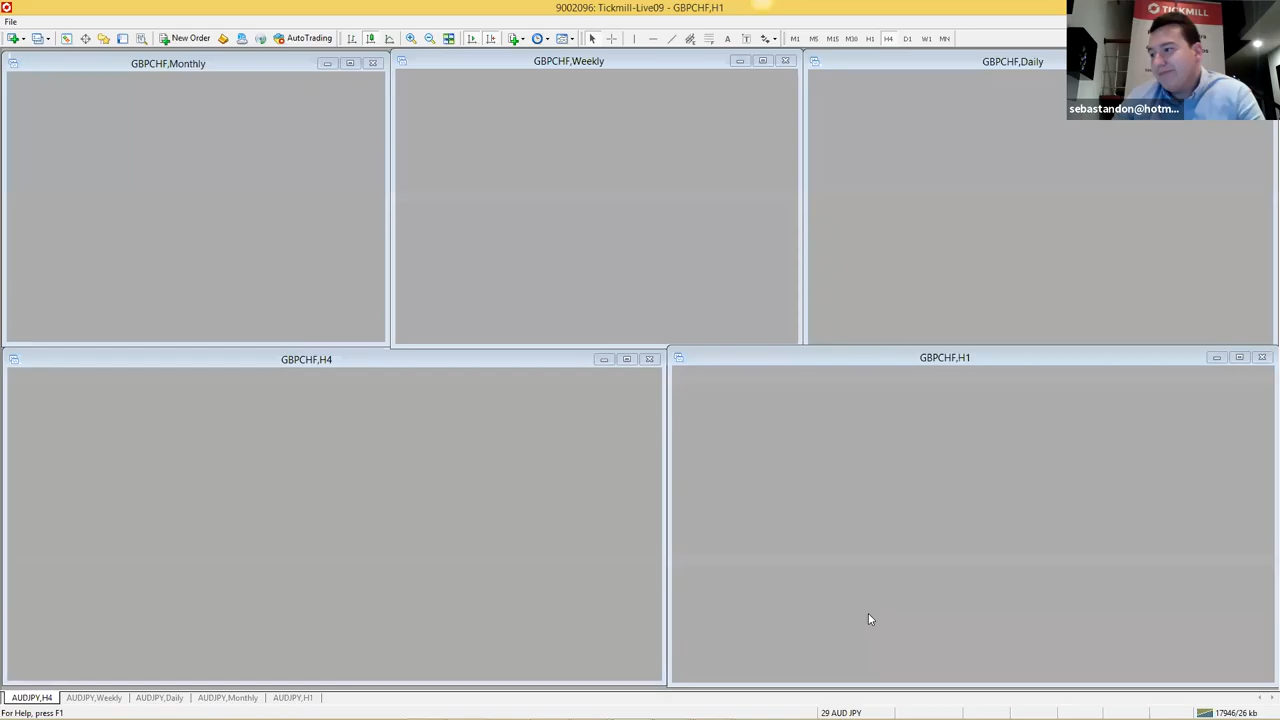 9002096: Tickmill-Live09 - GBPCHF,H1
File
New Order AutoTrading M1 M5 M15 M30 H1 H4 D1 W1 MN
TICKMILL
sebastandon@hotm...
GBPCHF,Monthly
GBPCHF,Weekly
GBPCHF,Daily
GBPCHF,H4
GBPCHF,H1
AUDJPY,H4 AUDJPY,Weekly AUDJPY,Daily AUDJPY,Monthly AUDJPY,H1
For Help, press F1
29 AUD JPY
17946/26 kb